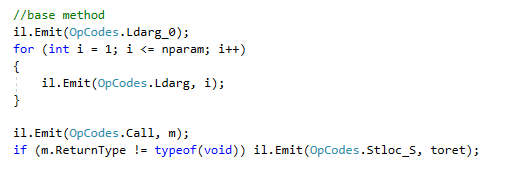 //base method
il.Emit(OpCodes.Ldarg_0);
for (int i = 1; i <= nparam; i++)
{
    il.Emit(OpCodes.Ldarg, i);
}

il.Emit(OpCodes.Call, m);
if (m.ReturnType != typeof(void)) il.Emit(OpCodes.Stloc_S, toret);